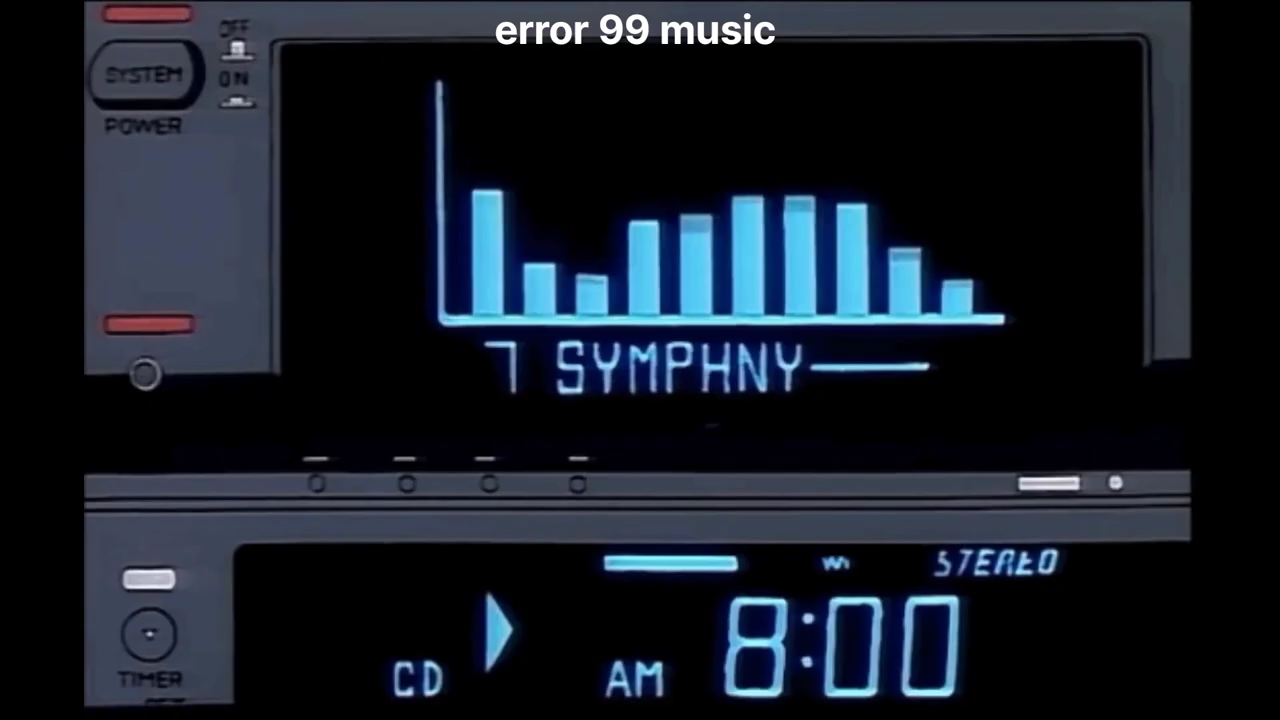 error 99 music
OFF
SYSTEM
ON
POWER
7 SYMPHNY
STEREO
8:00
CD
AM
TIMER